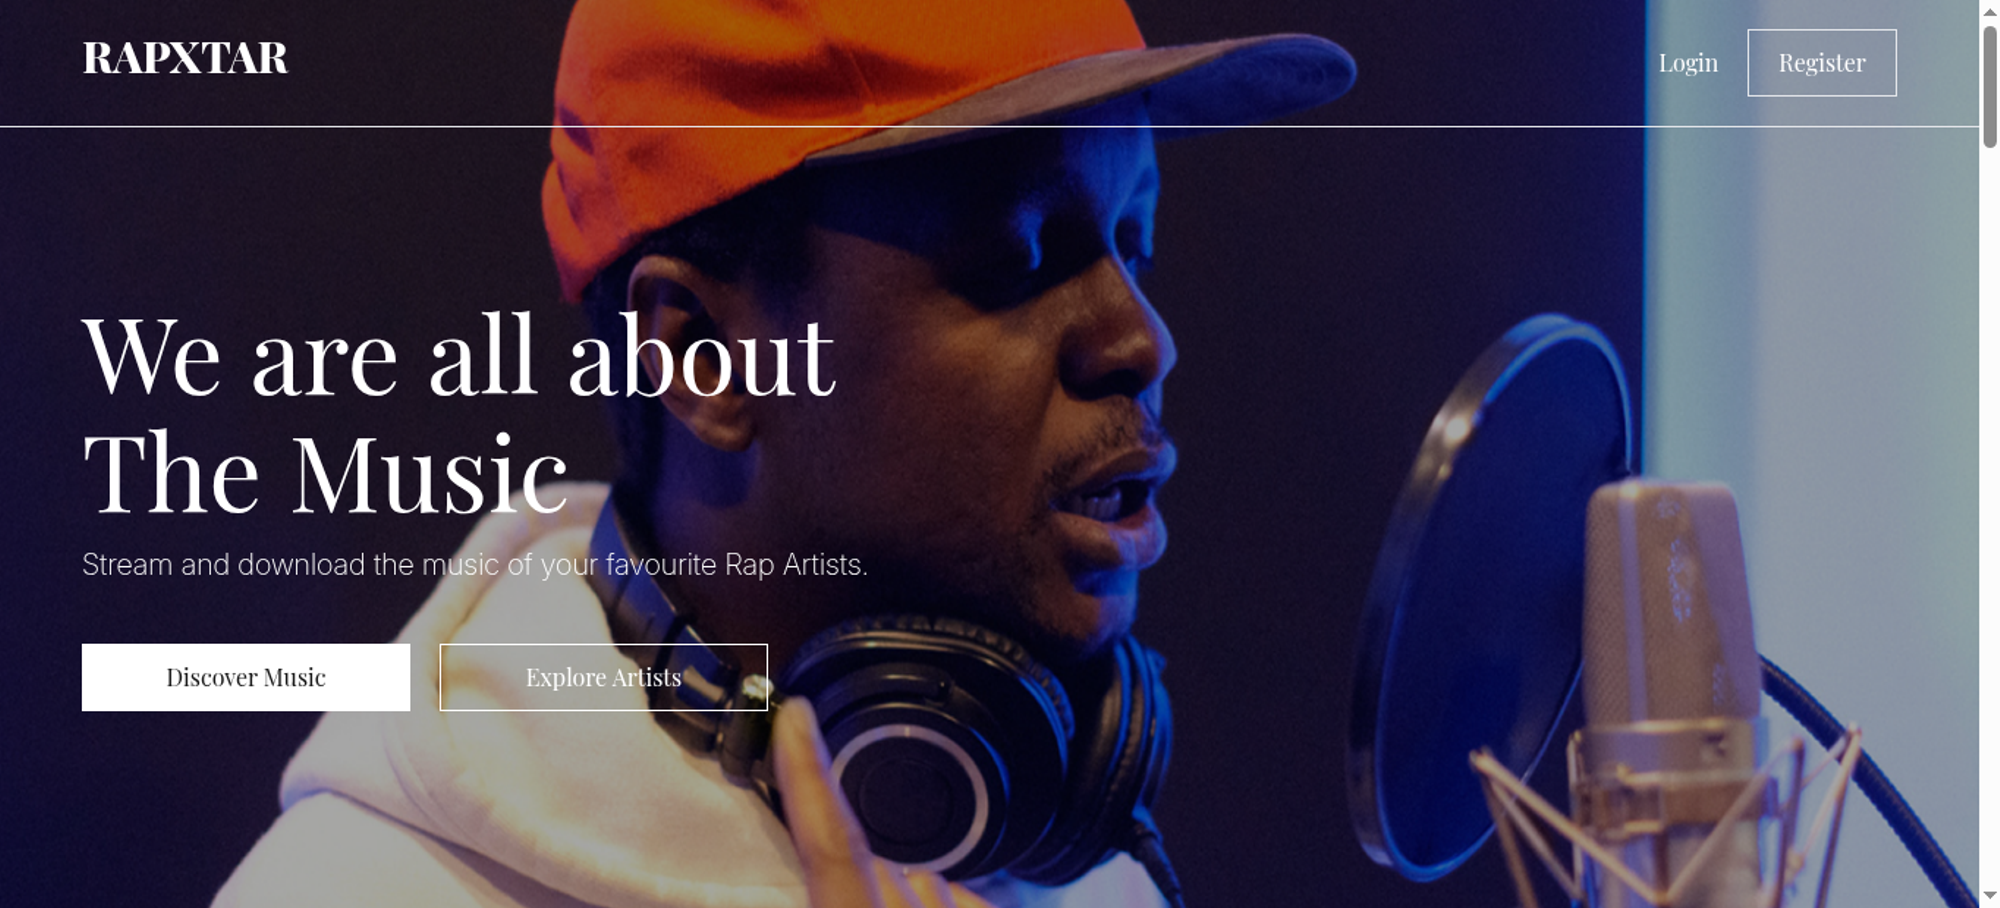 RAPXTAR
Login
Register
We are all about
The Music
Stream and download the music of your favourite Rap Artists.
Discover Music
Explore Artists